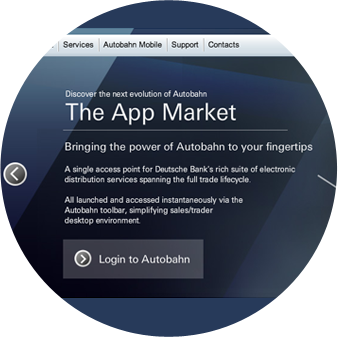 Services Autobahn Mobile Support Contacts
Discover the next evolution of Autobahn
The App Market
Bringing the power of Autobahn to your fingertips
A single access point for Deutsche Bank's rich suite of electronic
distribution services spanning the full trade lifecycle.
All launched and accessed instantaneously via the
Autobahn toolbar, simplifying sales/trader
desktop environment.
Login to Autobahn